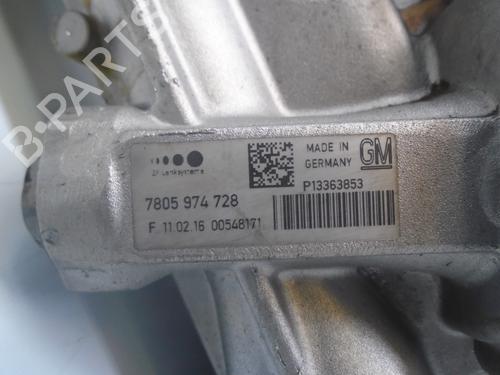 B-PARTS
MADE IN
GERMANY
GM
ZF Lenksysteme
P13363853
7805 974 728
F 11.02.16 00548171